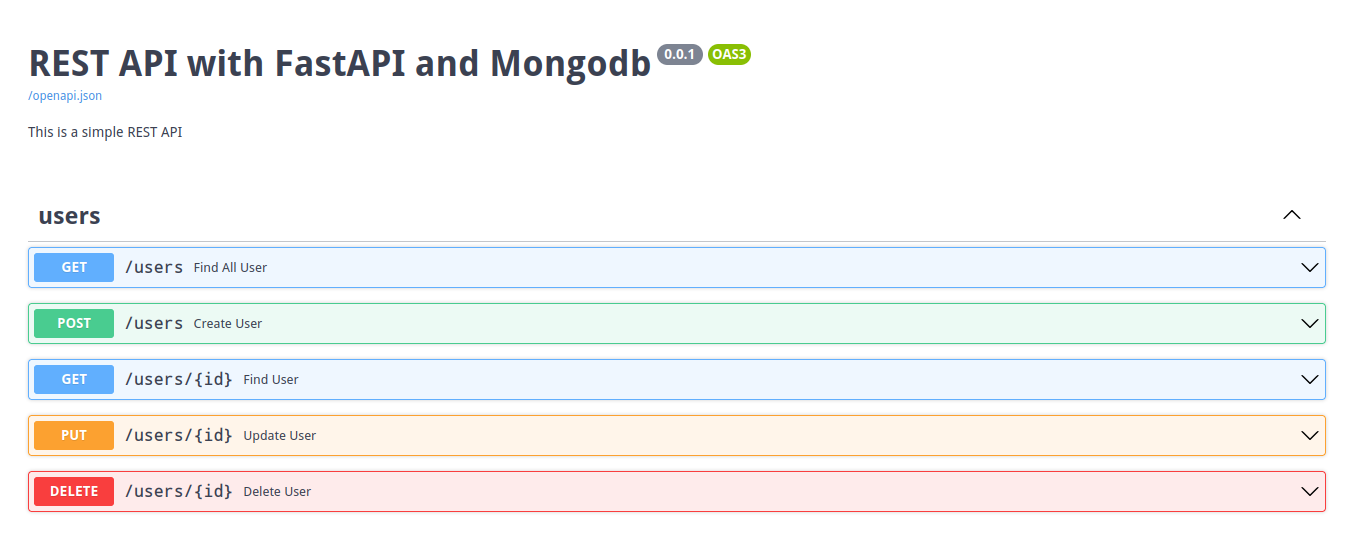 REST API with FastAPI and Mongodb 0.0.1 OAS3
/openapi.json
This is a simple REST API
users
GET /users Find All User
POST /users Create User
GET /users/{id} Find User
PUT /users/{id} Update User
DELETE /users/{id} Delete User